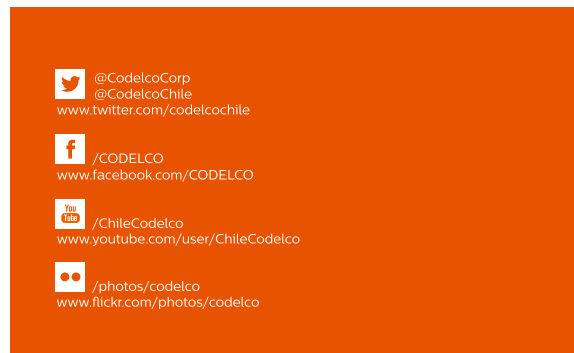 @CodelcoCorp
@CodelcoChile
www.twitter.com/codelcochile
/CODELCO
www.facebook.com/CODELCO
You
Tube
/ChileCodelco
www.youtube.com/user/ChileCodelco
/photos/codelco
www.flickr.com/photos/codelco